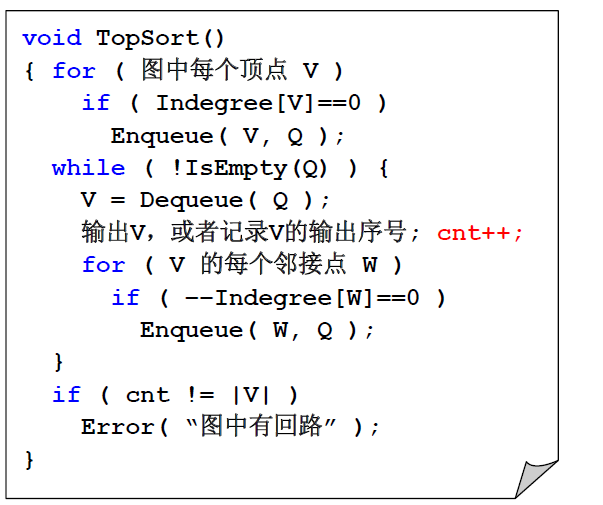 void TopSort()
{ for ( 图中每个顶点 V )
if ( Indegree[V]==0 )
Enqueue( V, Q );
while ( !IsEmpty(Q) ) {
V = Dequeue( Q );
输出V，或者记录V的输出序号; cnt++;
for ( V 的每个邻接点 W )
if ( --Indegree[W]==0 )
Enqueue( W, Q );
}
if ( cnt != |V| )
Error( “图中有回路” );
}